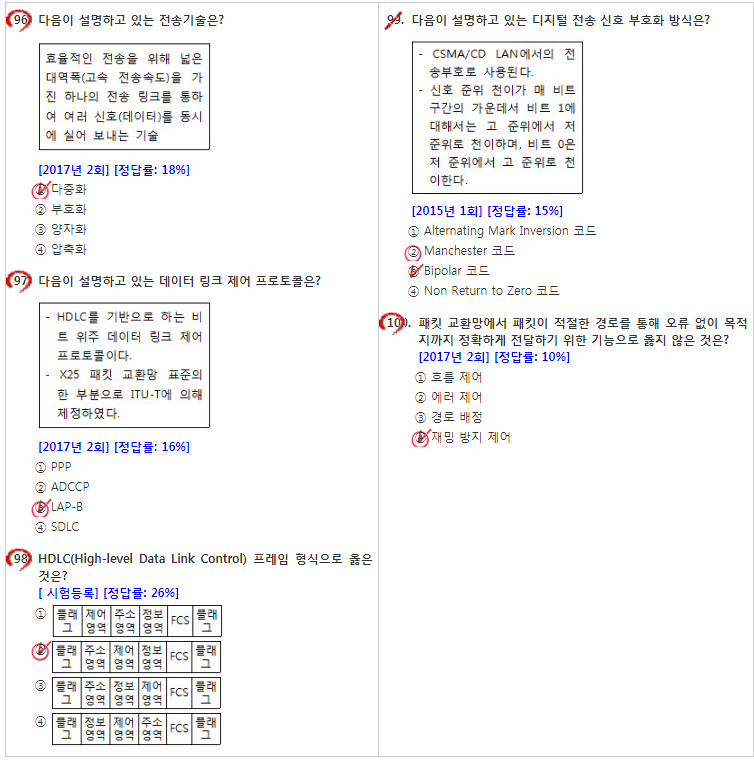 96. 다음이 설명하고 있는 전송기술은?
효율적인 전송을 위해 넓은
대역폭(고속 전송속도)을 가
진 하나의 전송 링크를 통하
여 여러 신호(데이터)를 동시
에 실어 보내는 기술
[2017년 2회] [정답률: 18%]
① 다중화
② 부호화
③ 양자화
④ 압축화
97. 다음이 설명하고 있는 데이터 링크 제어 프로토콜은?
- HDLC를 기반으로 하는 비
트 위주 데이터 링크 제어
프로토콜이다.
- X25 패킷 교환망 표준의
한 부분으로 ITU-T에 의해
제정하였다.
[2017년 2회] [정답률: 16%]
① PPP
② ADCCP
③ LAP-B
④ SDLC
98. HDLC(High-level Data Link Control) 프레임 형식으로 옳은
것은?
[ 시험등록] [정답률: 26%]
① 플래그 제어영역 주소영역 정보영역 FCS 플래그
② 플래그 주소영역 제어영역 정보영역 FCS 플래그
③ 플래그 주소영역 정보영역 제어영역 FCS 플래그
④ 플래그 정보영역 제어영역 주소영역 FCS 플래그
99. 다음이 설명하고 있는 디지털 전송 신호 부호화 방식은?
- CSMA/CD LAN에서의 전
송부호로 사용된다.
- 신호 준위 천이가 매 비트
구간의 가운데서 비트 1에
대해서는 고 준위에서 저
준위로 천이하며, 비트 0은
저 준위에서 고 준위로 천
이한다.
[2015년 1회] [정답률: 15%]
① Alternating Mark Inversion 코드
② Manchester 코드
③ Bipolar 코드
④ Non Return to Zero 코드
100. 패킷 교환망에서 패킷이 적절한 경로를 통해 오류 없이 목적
지까지 정확하게 전달하기 위한 기능으로 옳지 않은 것은?
[2017년 2회] [정답률: 10%]
① 흐름 제어
② 에러 제어
③ 경로 배정
④ 재밍 방지 제어